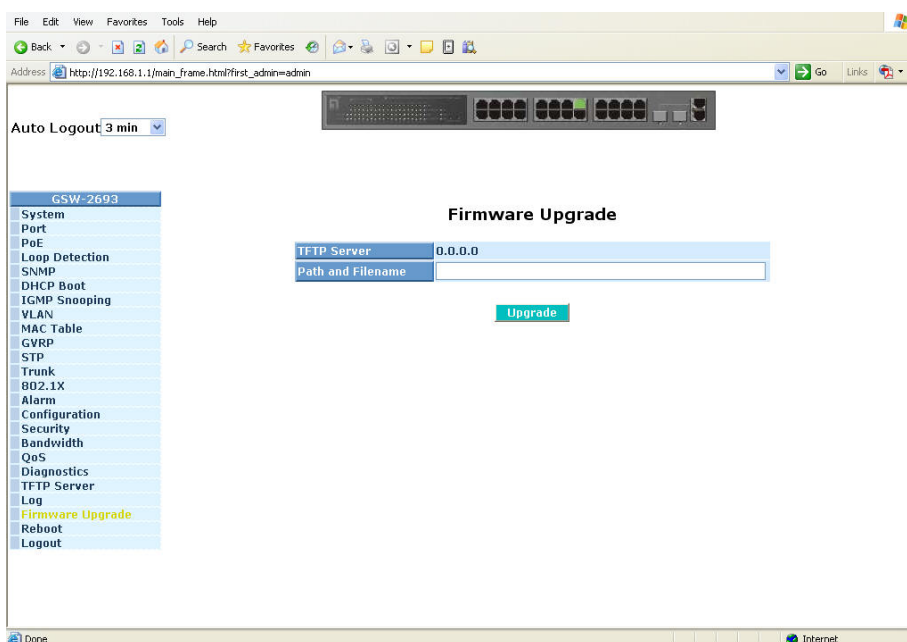 File Edit View Favorites Tools Help
Back Search Favorites
Address http://192.168.1.1/main_frame.html?first_admin=admin Go Links
Auto Logout 3 min
GSW-2693
System
Port
PoE
Loop Detection
SNMP
DHCP Boot
IGMP Snooping
VLAN
MAC Table
GVRP
STP
Trunk
802.1X
Alarm
Configuration
Security
Bandwidth
QoS
Diagnostics
TFTP Server
Log
Firmware Upgrade
Reboot
Logout
Firmware Upgrade
TFTP Server 0.0.0.0
Path and Filename
Upgrade
Done Internet